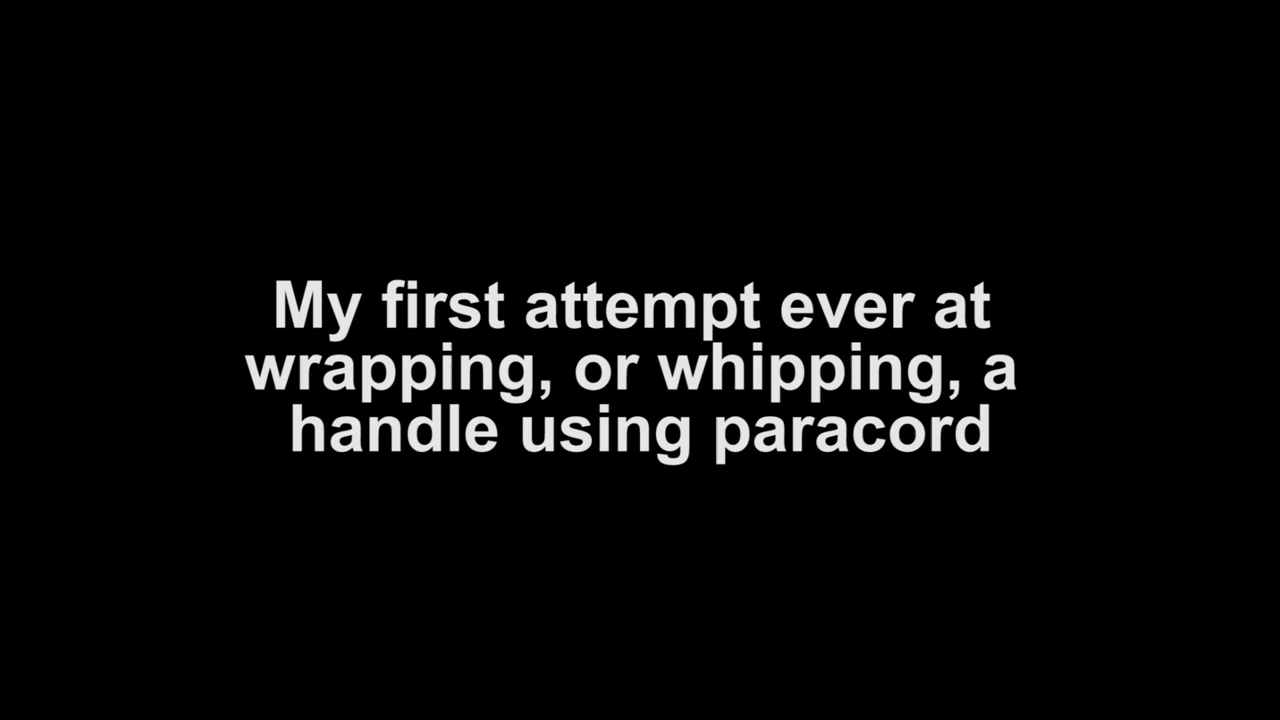 My first attempt ever at
wrapping, or whipping, a
handle using paracord